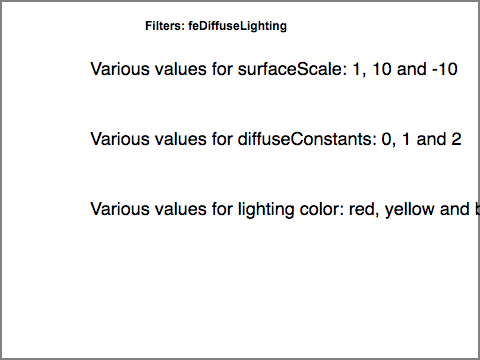 Filters: feDiffuseLighting
Various values for surfaceScale: 1, 10 and -10
Various values for diffuseConstants: 0, 1 and 2
Various values for lighting color: red, yellow and